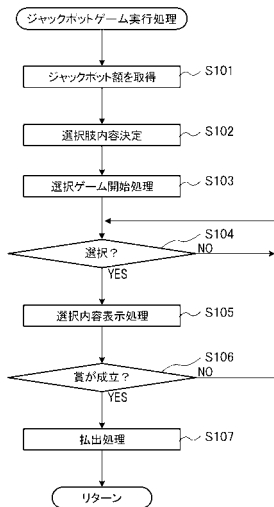 ジャックポットゲーム実行処理
ジャックポット額を取得 S101
選択肢内容決定 S102
選択ゲーム開始処理 S103
S104
選択? NO
YES
選択内容表示処理 S105
S106
賞が成立? NO
YES
払出処理 S107
リターン